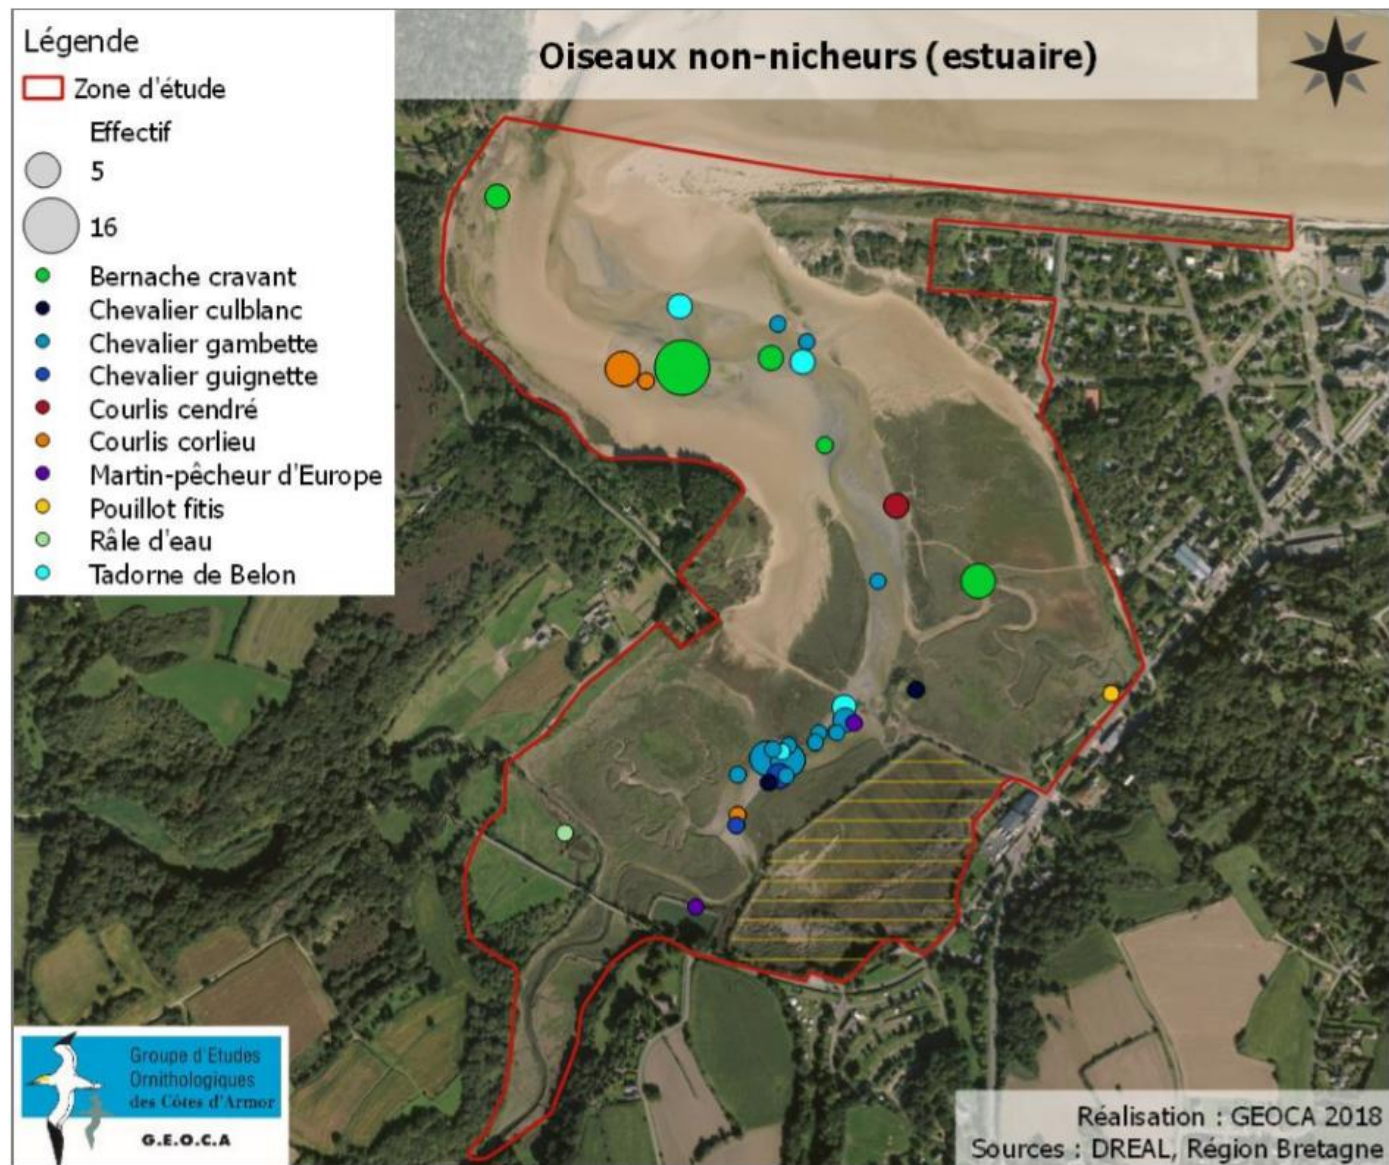 Légende
Zone d'étude
Effectif
5
16
Bernache cravant
Chevalier culblanc
Chevalier gambette
Chevalier guignette
Courlis cendré
Courlis corlieu
Martin-pêcheur d'Europe
Pouillot fitis
Râle d'eau
Tadorne de Belon
Oiseaux non-nicheurs (estuaire)
Groupe d'Etudes
Ornithologiques
des Côtes d'Armor
G.E.O.C.A
Réalisation : GEOCA 2018
Sources : DREAL, Région Bretagne